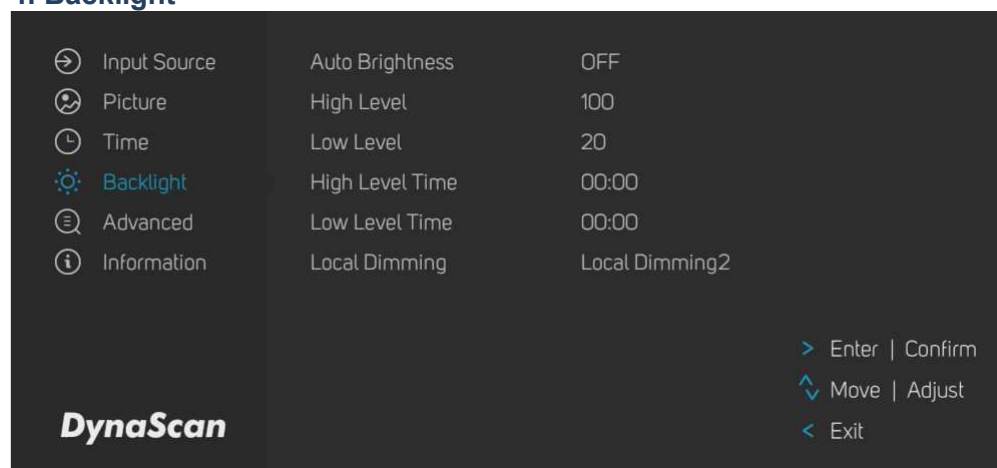 4. Backlight
Input Source Auto Brightness OFF
Picture High Level 100
Time Low Level 20
Backlight High Level Time 00:00
Advanced Low Level Time 00:00
Information Local Dimming Local Dimming2
> Enter | Confirm
Move | Adjust
< Exit
DynaScan